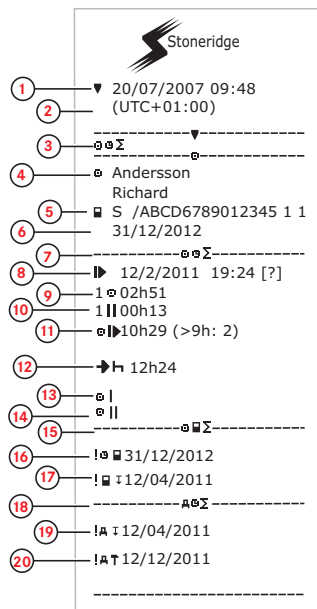 Stoneridge
1 ▼ 20/07/2007 09:48
2 (UTC+01:00)
3
4 Andersson
Richard
5 S /ABCD6789012345 1 1
6 31/12/2012
7
8 12/2/2011 19:24 [?]
9 1 02h51
10 1 00h13
11 10h29 (>9h: 2)
12 12h24
13
14
15
16 ! 31/12/2012
17 ! 12/04/2011
18
19 ! 12/04/2011
20 ! 12/12/2011